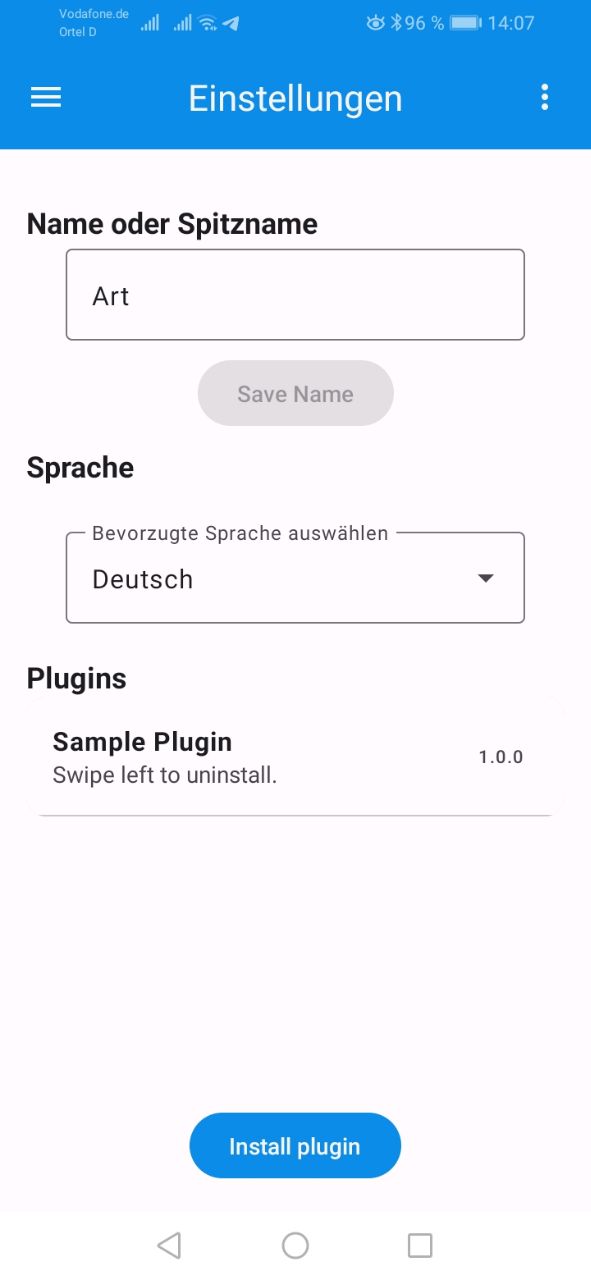 Vodafone.de
Ortel D
96 %
14:07
Einstellungen
Name oder Spitzname
Art
Save Name
Sprache
Bevorzugte Sprache auswählen
Deutsch
Plugins
Sample Plugin
1.0.0
Swipe left to uninstall.
Install plugin